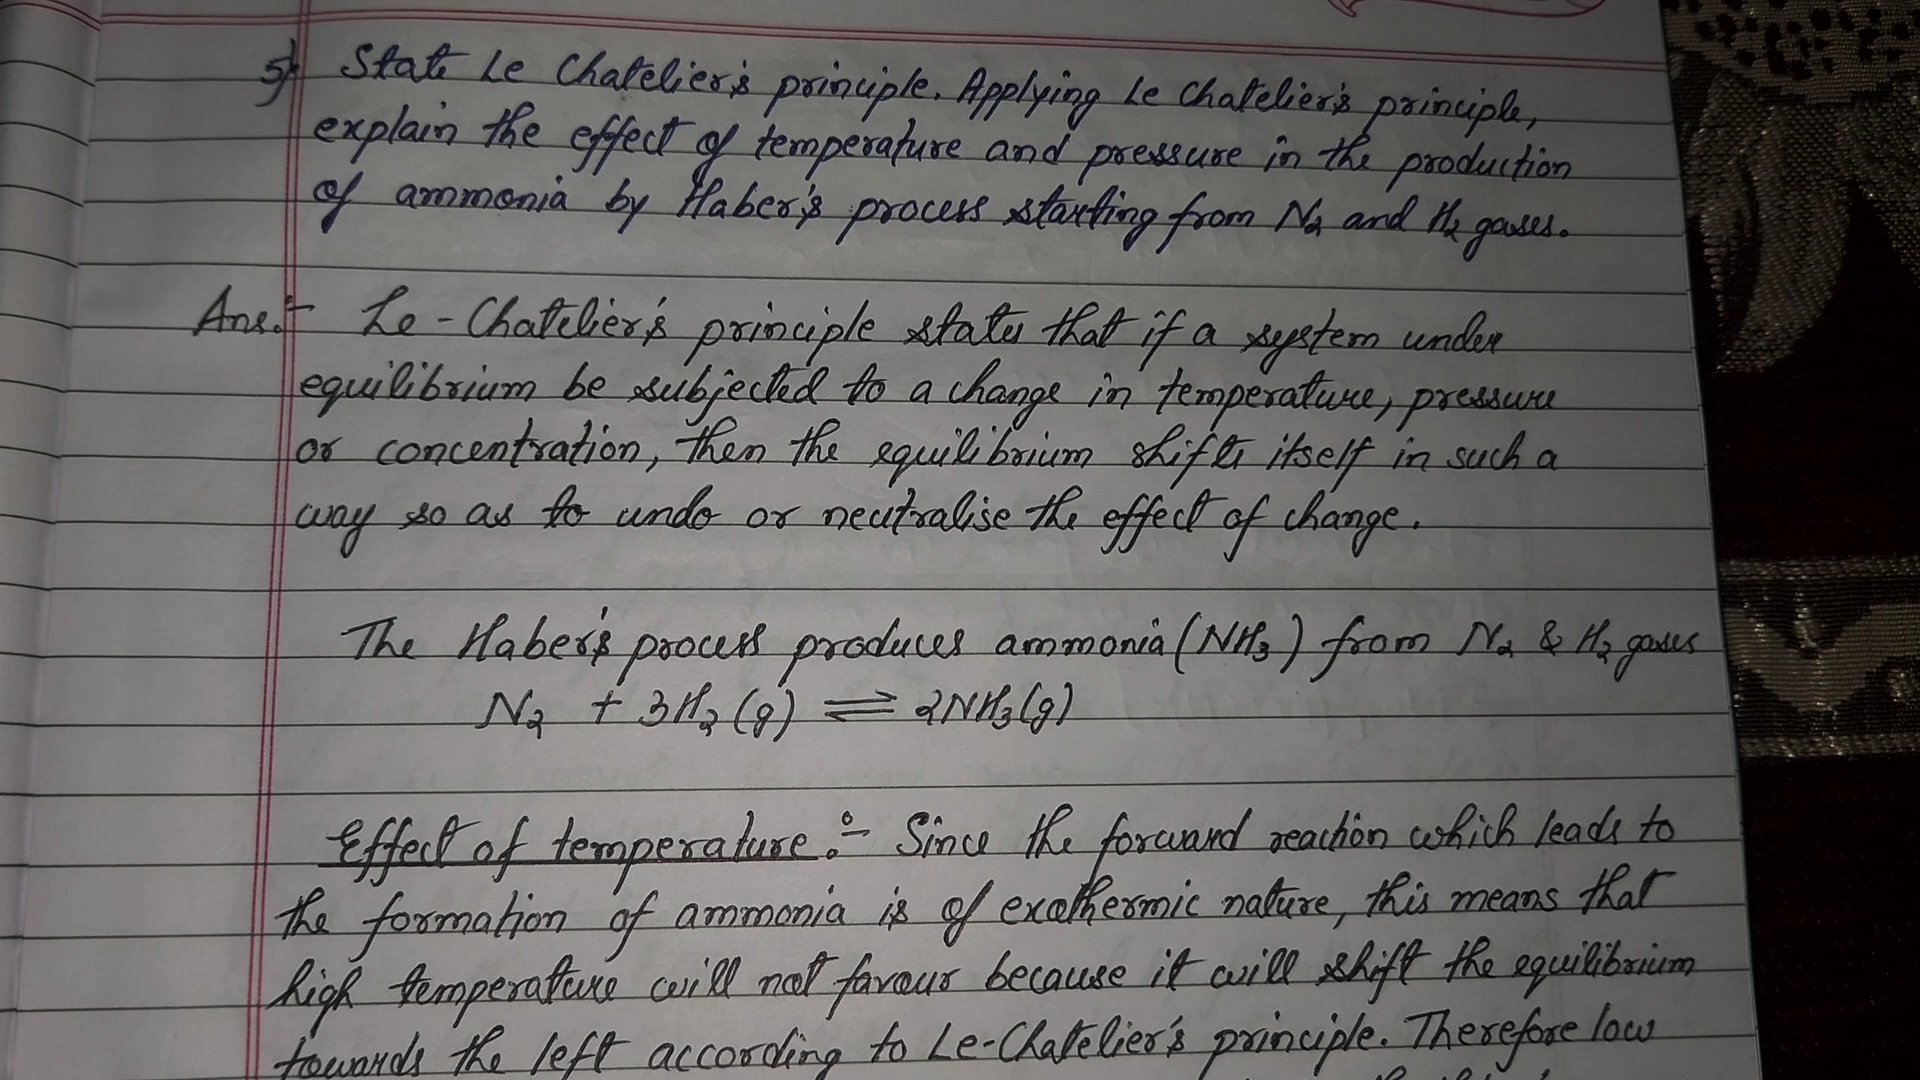 5) State Le Chatelier's principle. Applying Le Chatelier's principle,
explain the effect of temperature and pressure in the production
of ammonia by Haber's process starting from N₂ and H₂ gases.
Ans.:- Le-Chatelier's principle states that if a system under
equilibrium be subjected to a change in temperature, pressure
or concentration, then the equilibrium shifts itself in such a
way so as to undo or neutralise the effect of change.
The Haber's process produces ammonia (NH₃) from N₂ & H₂ gases
N₂ + 3H₂(g) ⇌ 2NH₃(g)
Effect of temperature:- Since the forward reaction which leads to
the formation of ammonia is of exothermic nature, this means that
high temperature will not favour because it will shift the equilibrium
towards the left according to Le-Chatelier's principle. Therefore low